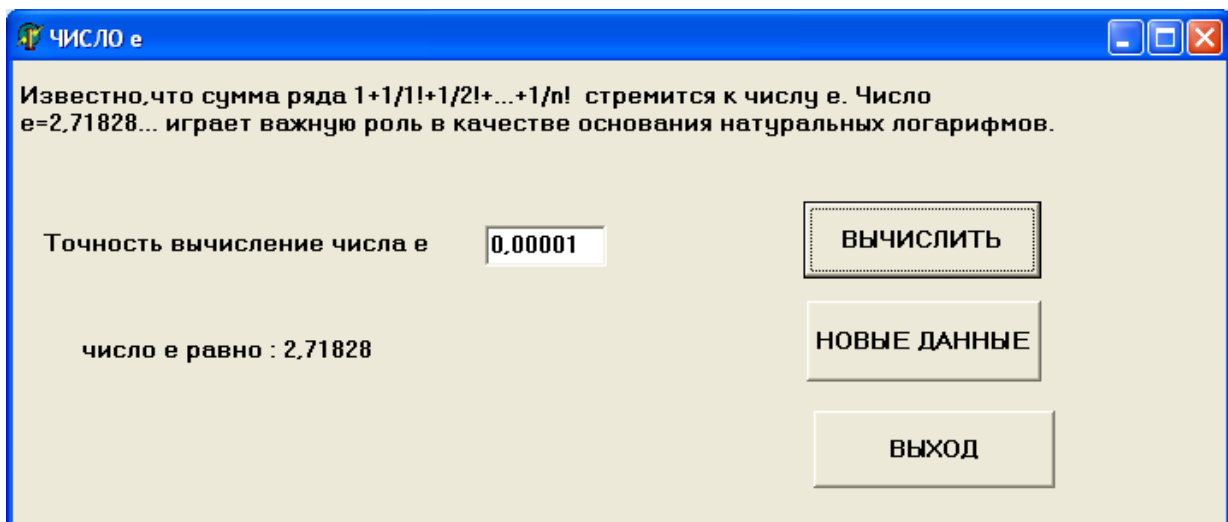 ЧИСЛО е
Известно,что сумма ряда 1+1/1!+1/2!+...+1/n!  стремится к числу е. Число
е=2,71828... играет важную роль в качестве основания натуральных логарифмов.
Точность вычисление числа е
0,00001
ВЫЧИСЛИТЬ
число е равно : 2,71828
НОВЫЕ ДАННЫЕ
ВЫХОД